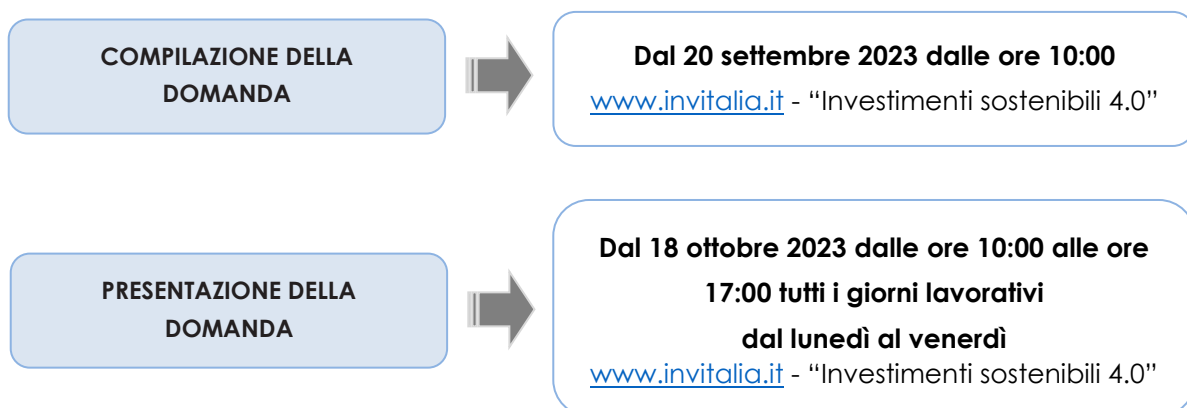 COMPILAZIONE DELLA
DOMANDA
Dal 20 settembre 2023 dalle ore 10:00
www.invitalia.it - “Investimenti sostenibili 4.0”
PRESENTAZIONE DELLA
DOMANDA
Dal 18 ottobre 2023 dalle ore 10:00 alle ore
17:00 tutti i giorni lavorativi
dal lunedì al venerdì
www.invitalia.it - “Investimenti sostenibili 4.0”